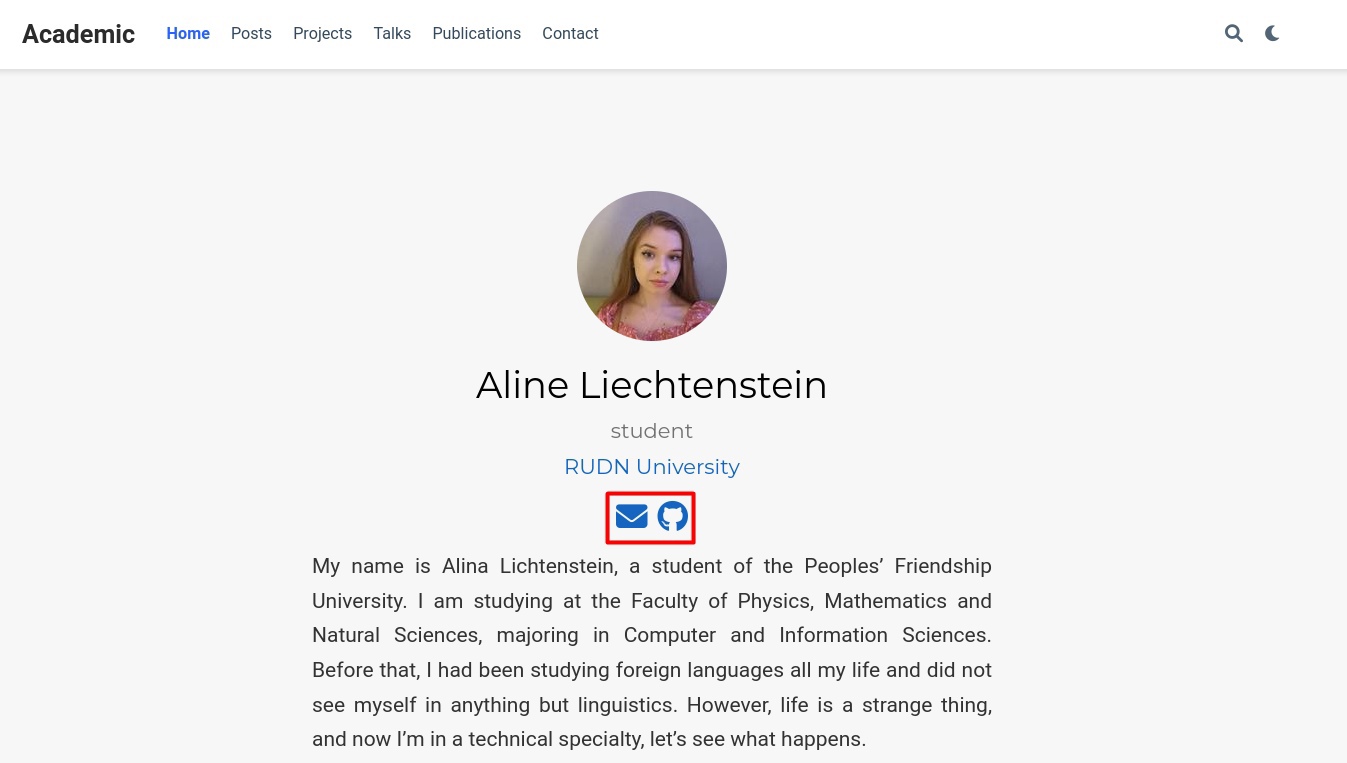 Academic Home Posts Projects Talks Publications Contact
Aline Liechtenstein
student
RUDN University
My name is Alina Lichtenstein, a student of the Peoples’ Friendship
University. I am studying at the Faculty of Physics, Mathematics and
Natural Sciences, majoring in Computer and Information Sciences.
Before that, I had been studying foreign languages all my life and did not
see myself in anything but linguistics. However, life is a strange thing,
and now I’m in a technical specialty, let’s see what happens.